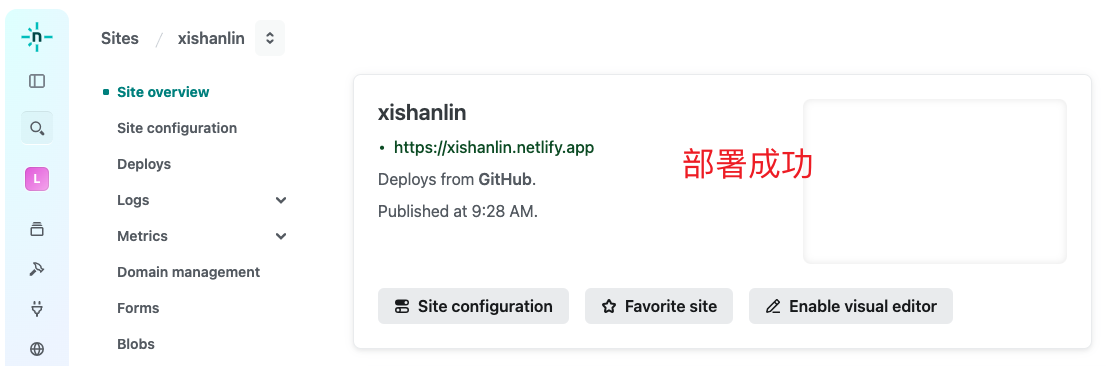 n
Sites / xishanlin
L
Site overview
Site configuration
Deploys
Logs
Metrics
Domain management
Forms
Blobs
xishanlin
• https://xishanlin.netlify.app
Deploys from GitHub.
Published at 9:28 AM.
部署成功
Site configuration
Favorite site
Enable visual editor